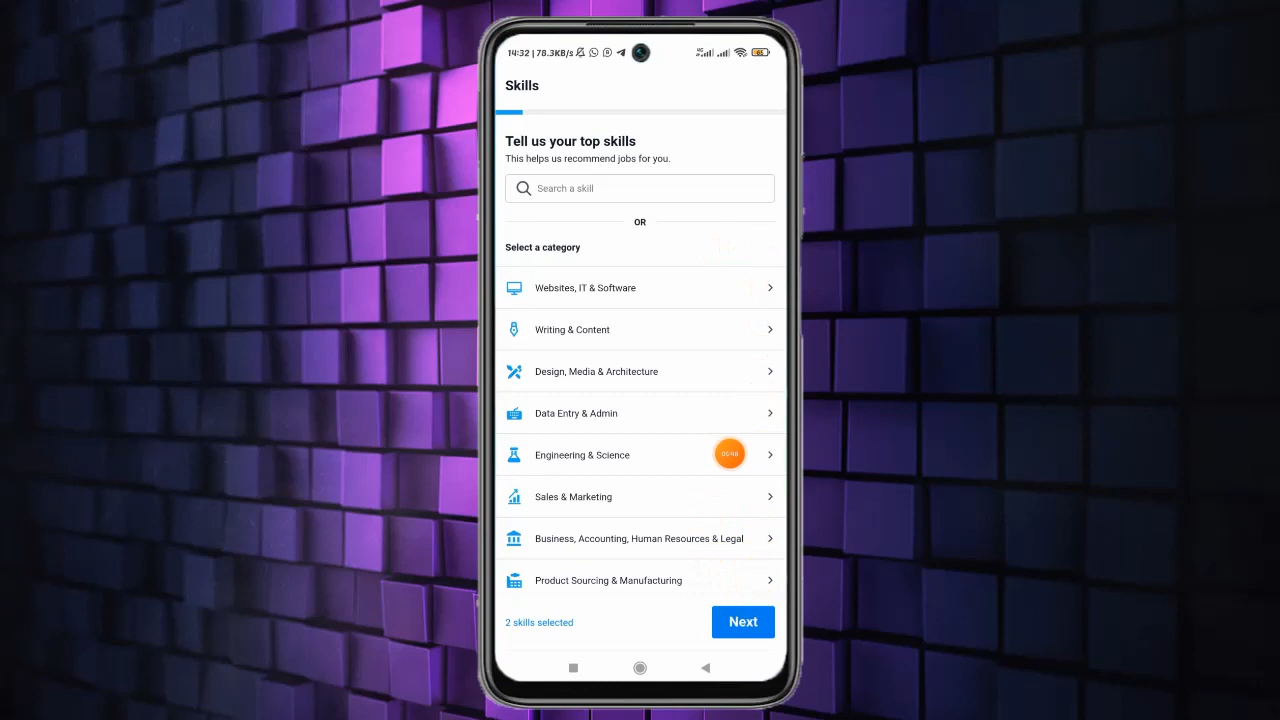 14:32 | 78.3KB/s
Skills
Tell us your top skills
This helps us recommend jobs for you.
Search a skill
OR
Select a category
Websites, IT & Software
Writing & Content
Design, Media & Architecture
Data Entry & Admin
Engineering & Science
Sales & Marketing
Business, Accounting, Human Resources & Legal
Product Sourcing & Manufacturing
2 skills selected
Next